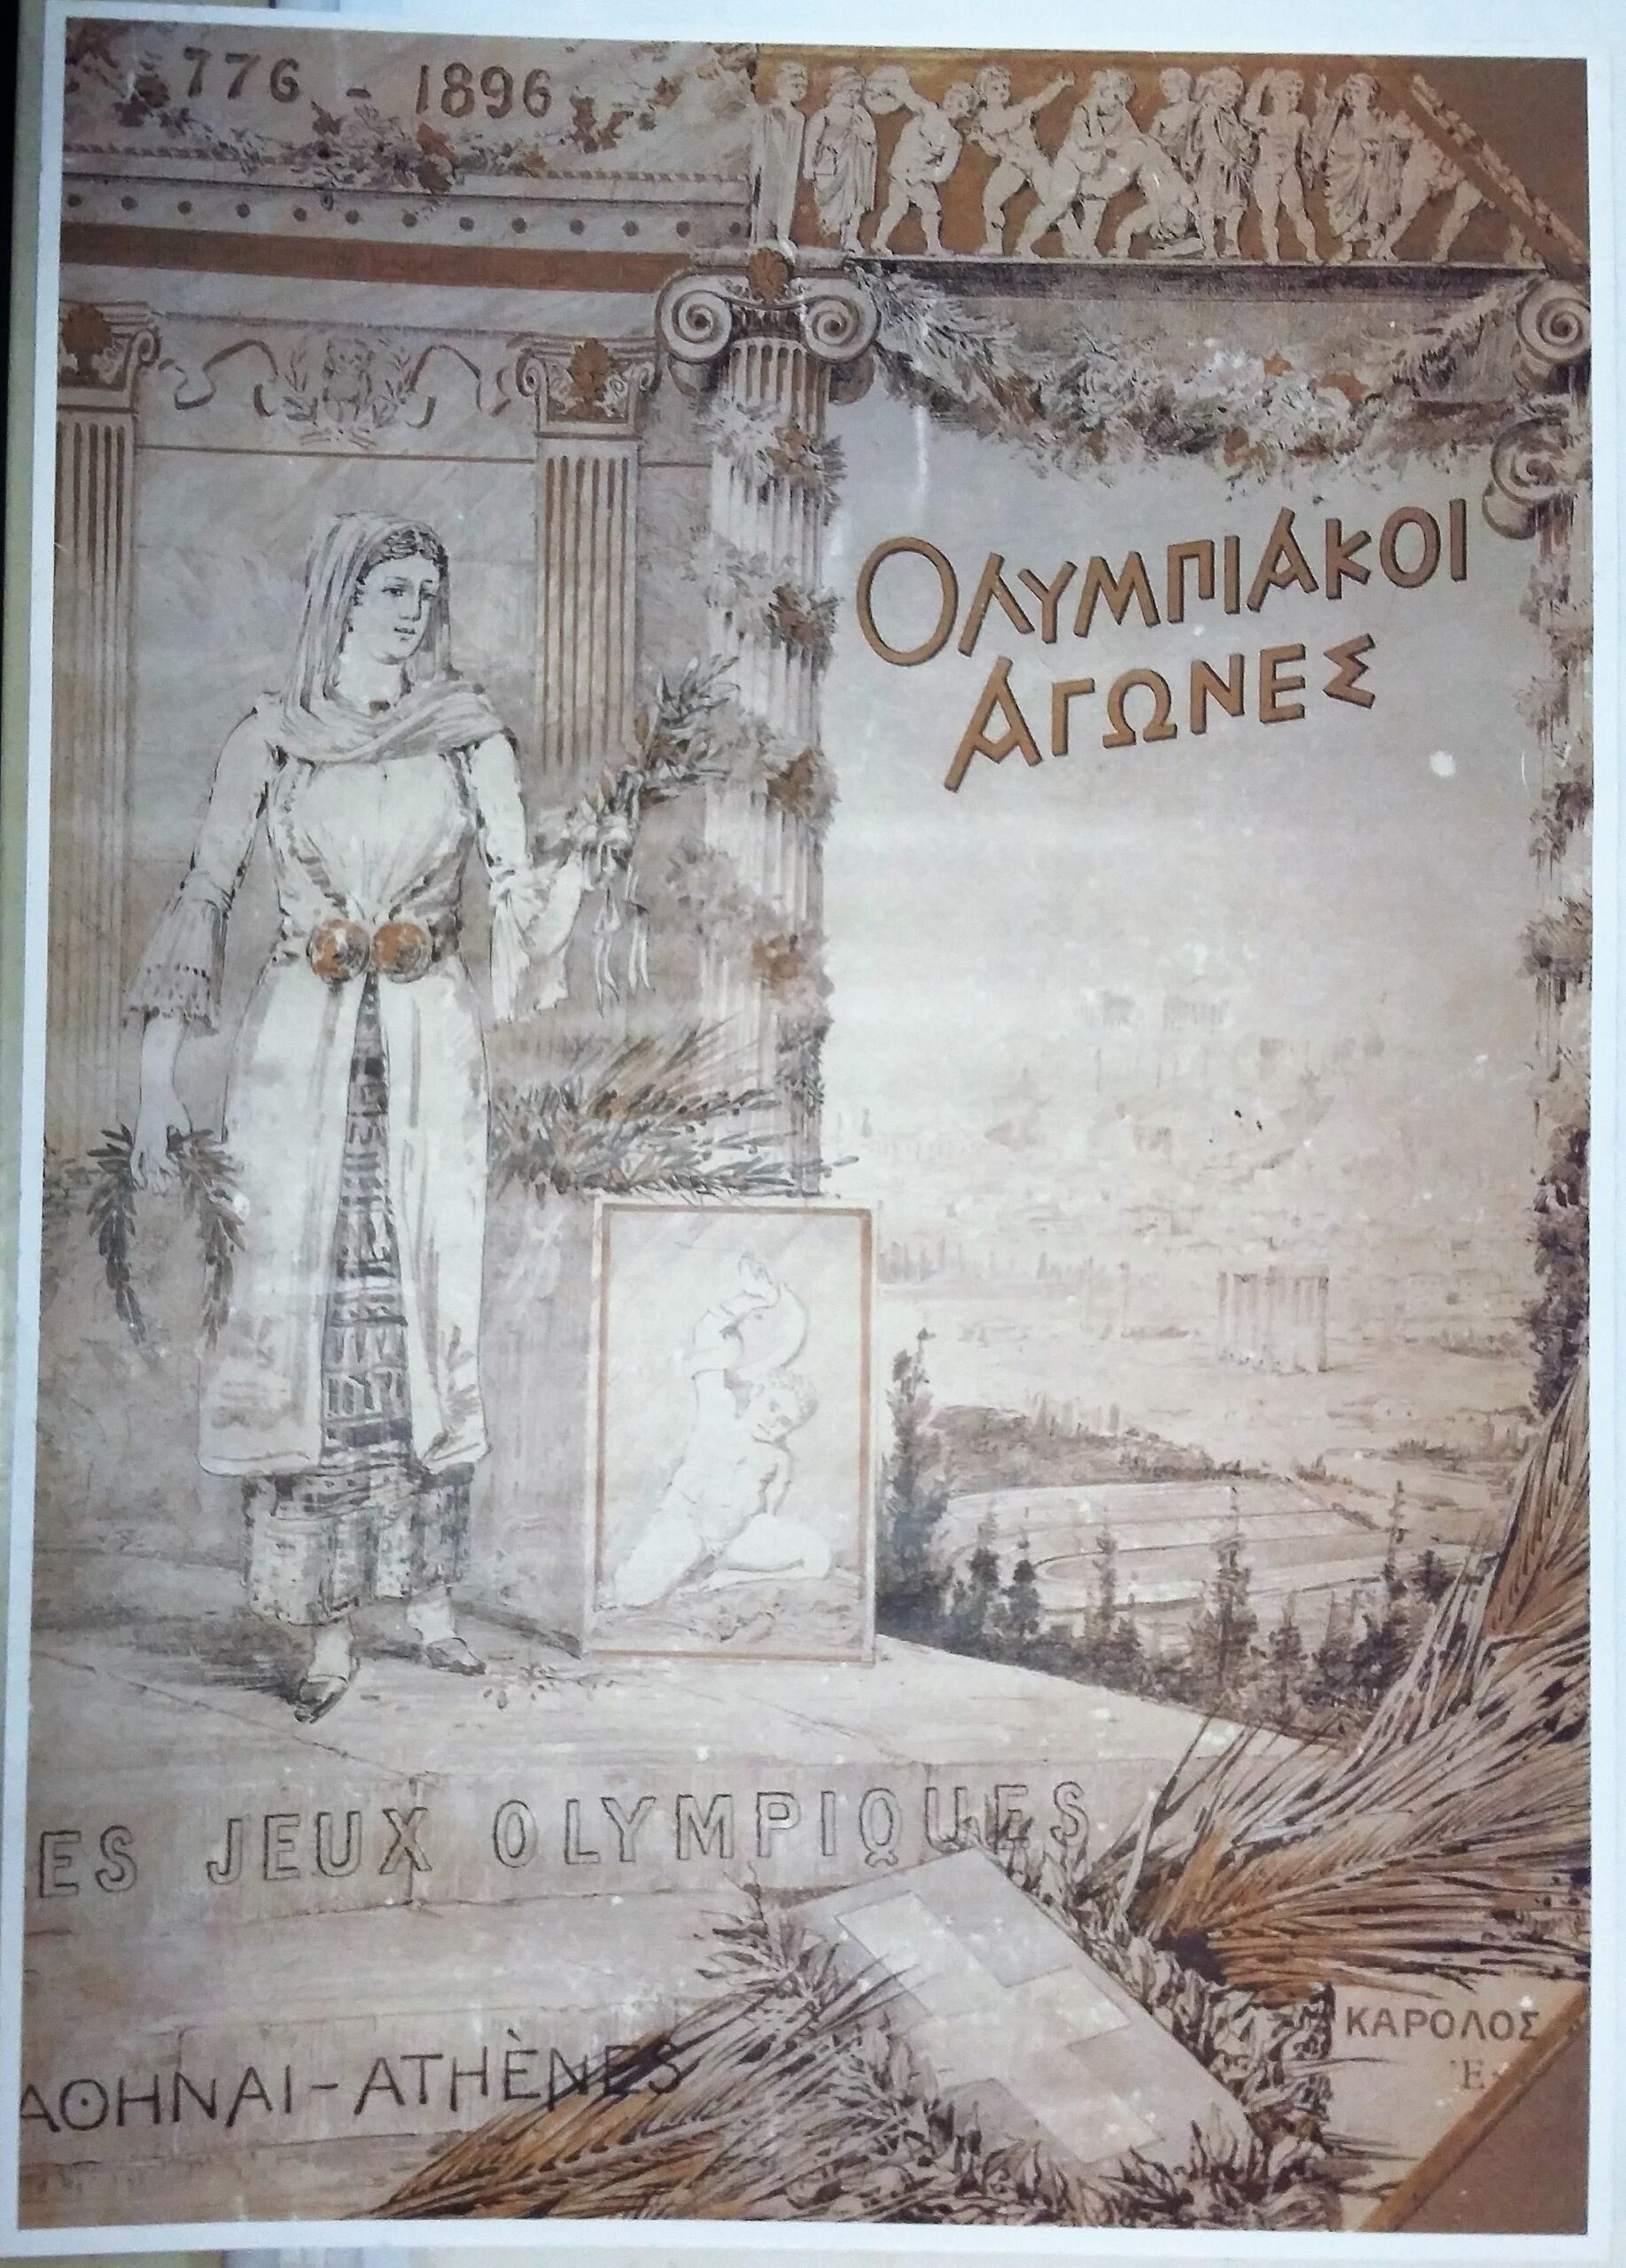 776 - 1896
ΟΛΥΜΠΙΑΚΟΙ
ΑΓΩΝΕΣ
ES JEUX OLYMPIQUES
ΑΘΗΝΑΙ - ATHÈNES
ΚΑΡΟΛΟΣ